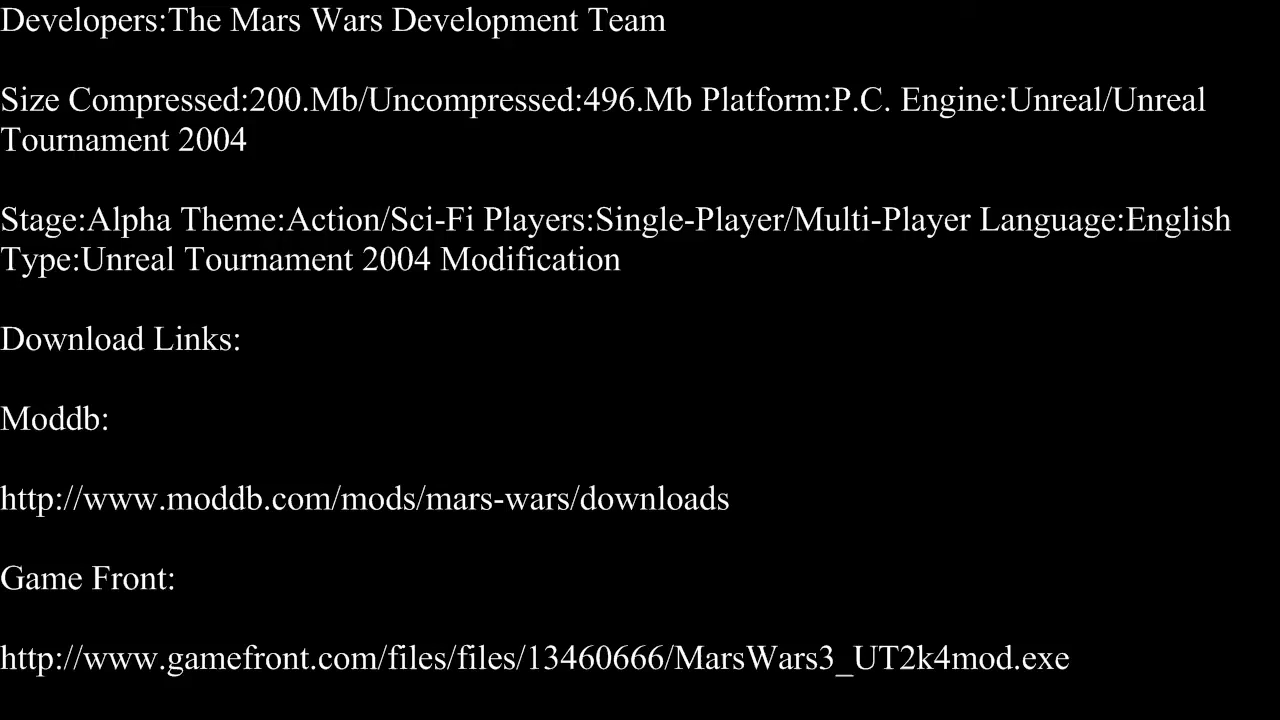 Developers:The Mars Wars Development Team
Size Compressed:200.Mb/Uncompressed:496.Mb Platform:P.C. Engine:Unreal/Unreal
Tournament 2004
Stage:Alpha Theme:Action/Sci-Fi Players:Single-Player/Multi-Player Language:English
Type:Unreal Tournament 2004 Modification
Download Links:
Moddb:
http://www.moddb.com/mods/mars-wars/downloads
Game Front:
http://www.gamefront.com/files/files/13460666/MarsWars3_UT2k4mod.exe